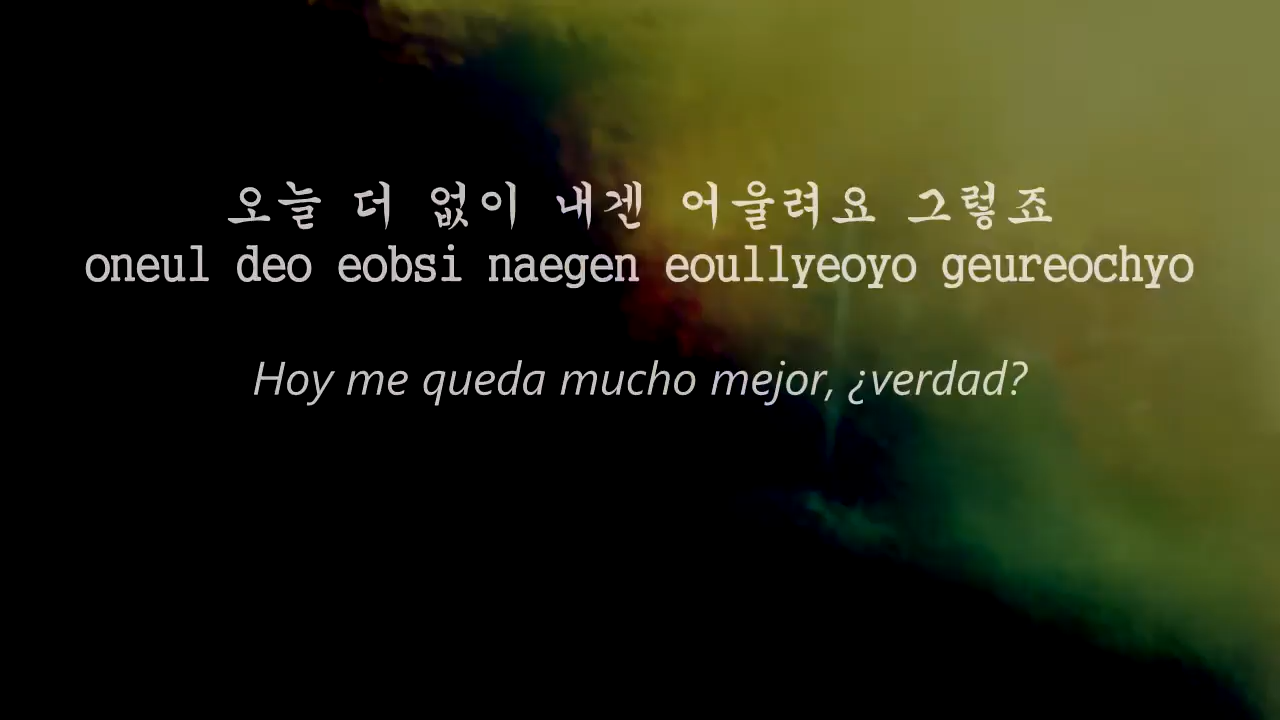 오늘 더 없이 내겐 어울려요 그렇죠
oneul deo eobsi naegen eoullyeoyo geureochyo
Hoy me queda mucho mejor, ¿verdad?